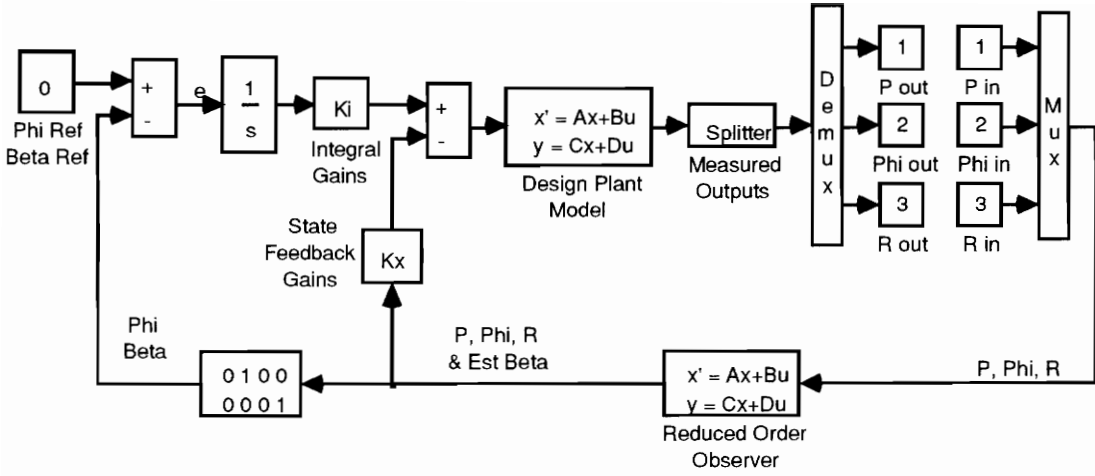 0
Phi Ref
Beta Ref
+
-
e
1
s
Ki
Integral
Gains
+
-
x' = Ax+Bu
y = Cx+Du
Design Plant
Model
Splitter
Measured
Outputs
Demux
1
P out
2
Phi out
3
R out
1
P in
2
Phi in
3
R in
Mux
State
Feedback
Gains
Kx
Phi
Beta
0 1 0 0
0 0 0 1
P, Phi, R
& Est Beta
x' = Ax+Bu
y = Cx+Du
Reduced Order
Observer
P, Phi, R